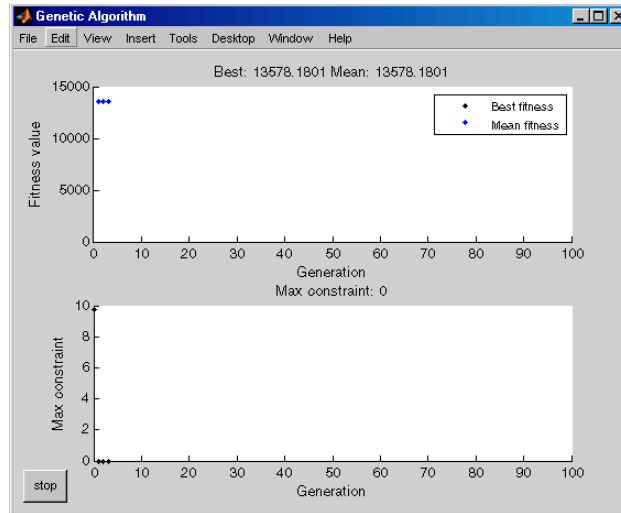 Genetic Algorithm
File Edit View Insert Tools Desktop Window Help
Best: 13578.1801 Mean: 13578.1801
15000
10000
5000
0
Fitness value
Best fitness
Mean fitness
0 10 20 30 40 50 60 70 80 90 100
Generation
Max constraint: 0
10
8
6
4
2
0
Max constraint
0 10 20 30 40 50 60 70 80 90 100
Generation
stop